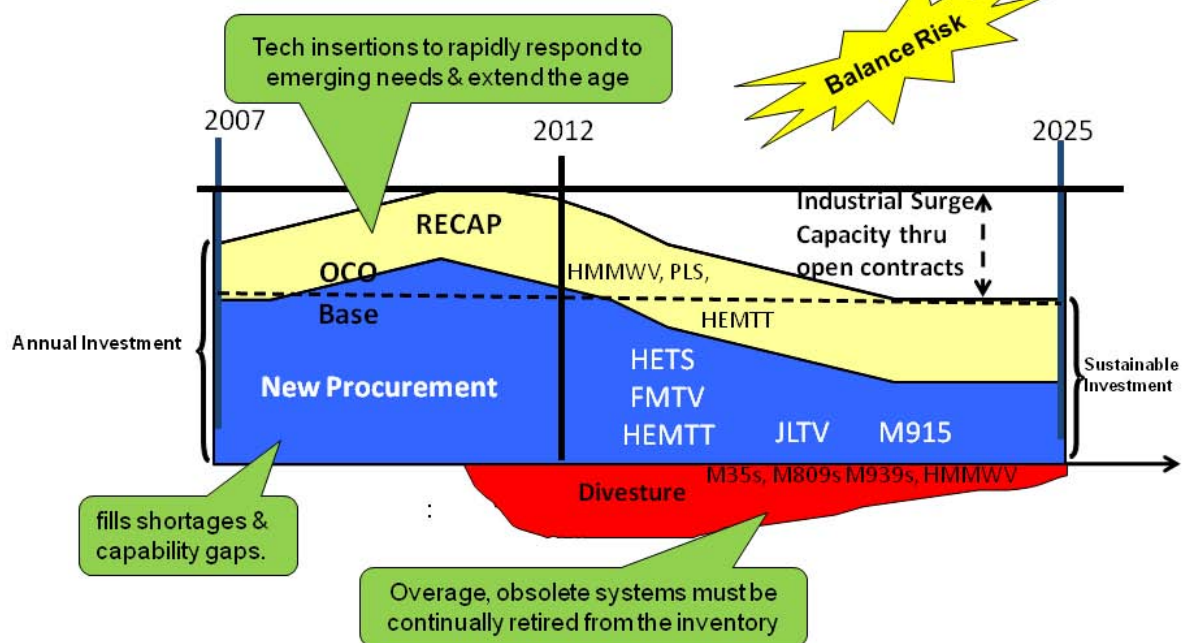 Balance Risk
Tech insertions to rapidly respond to
emerging needs & extend the age
2007
2012
2025
RECAP
Industrial Surge
Capacity thru
open contracts
OCO
HMMWV, PLS,
Base
HEMTT
Annual Investment
New Procurement
HETS
FMTV
HEMTT
JLTV
M915
Sustainable
Investment
Divesture
M35s, M809s M939s, HMMWV
fills shortages &
capability gaps.
:
Overage, obsolete systems must be
continually retired from the inventory